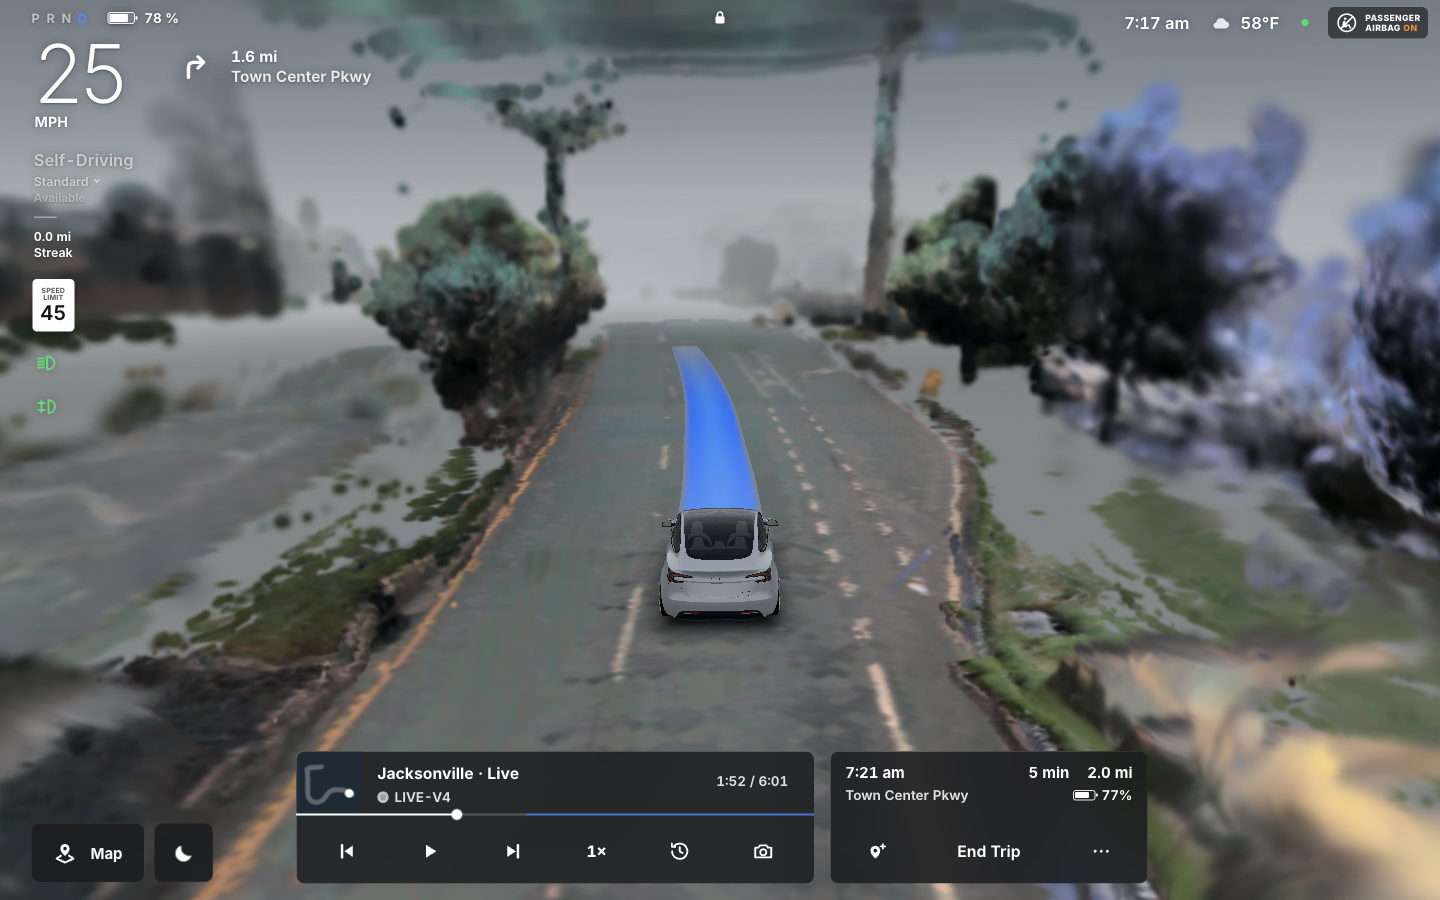 P R N D 78 %
25
MPH
1.6 mi
Town Center Pkwy
7:17 am 58°F
PASSENGER
AIRBAG ON
Self-Driving
Standard
Available
0.0 mi
Streak
SPEED
LIMIT
45
Jacksonville · Live
LIVE-V4
1:52 / 6:01
1×
7:21 am 5 min 2.0 mi
Town Center Pkwy 77%
End Trip
Map